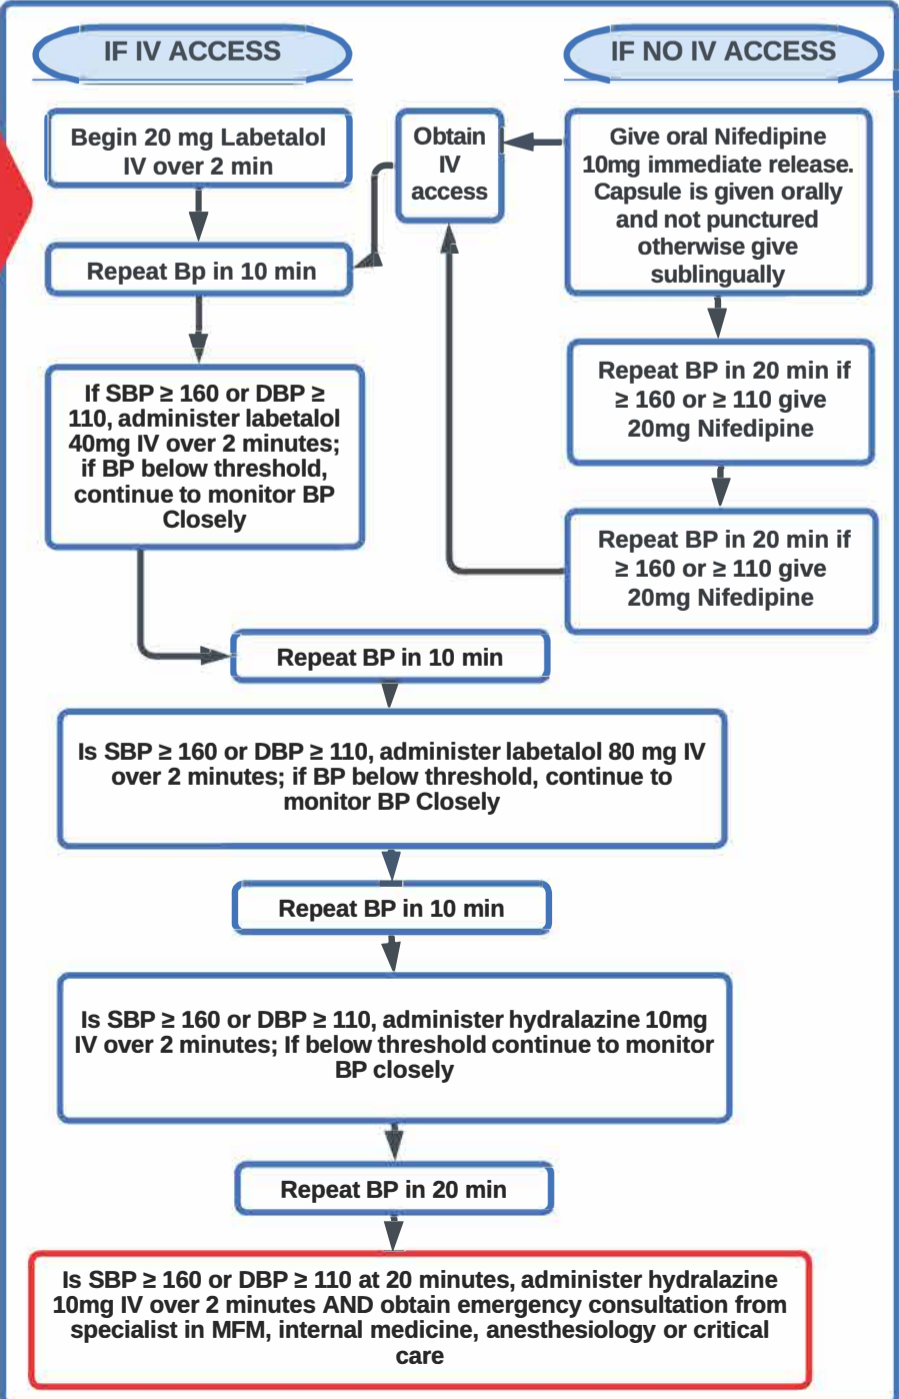 IF IV ACCESS
Begin 20 mg Labetalol
IV over 2 min
Repeat Bp in 10 min
If SBP ≥ 160 or DBP ≥
110, administer labetalol
40mg IV over 2 minutes;
if BP below threshold,
continue to monitor BP
Closely
Obtain
IV
access
IF NO IV ACCESS
Give oral Nifedipine
10mg immediate release.
Capsule is given orally
and not punctured
otherwise give
sublingually
Repeat BP in 20 min if
≥ 160 or ≥ 110 give
20mg Nifedipine
Repeat BP in 20 min if
≥ 160 or ≥ 110 give
20mg Nifedipine
Repeat BP in 10 min
Is SBP ≥ 160 or DBP ≥ 110, administer labetalol 80 mg IV
over 2 minutes; if BP below threshold, continue to
monitor BP Closely
Repeat BP in 10 min
Is SBP ≥ 160 or DBP ≥ 110, administer hydralazine 10mg
IV over 2 minutes; If below threshold continue to monitor
BP closely
Repeat BP in 20 min
Is SBP ≥ 160 or DBP ≥ 110 at 20 minutes, administer hydralazine
10mg IV over 2 minutes AND obtain emergency consultation from
specialist in MFM, internal medicine, anesthesiology or critical
care